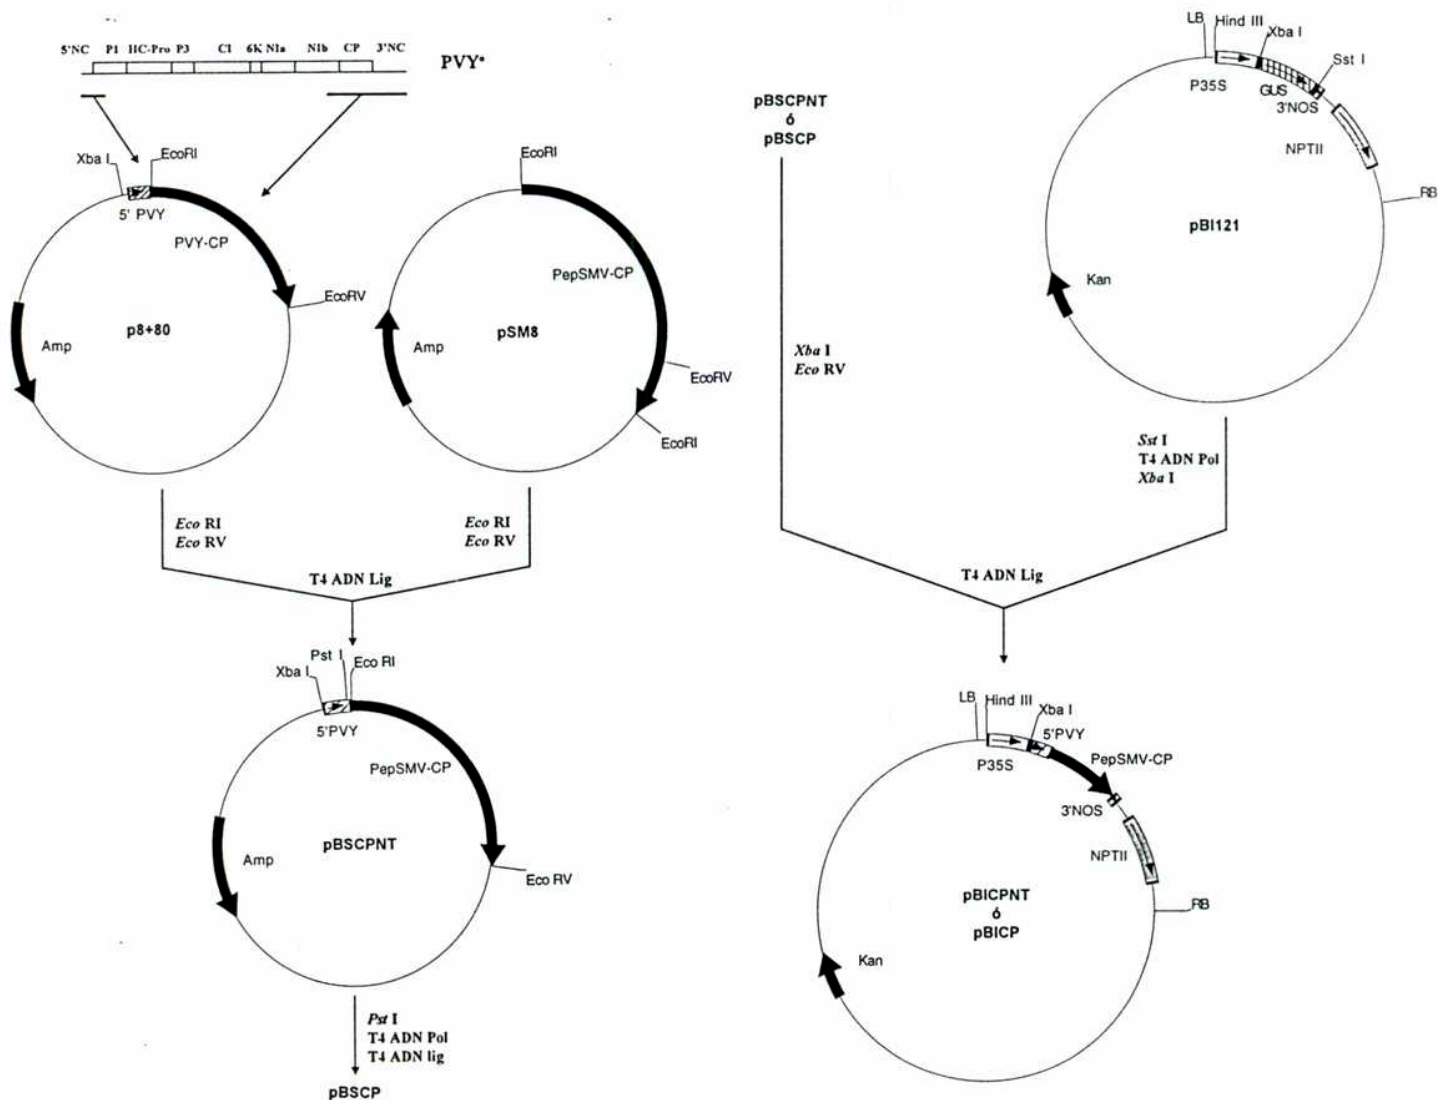 5'NC P1 HC-Pro P3 CI 6K NIa NIb CP 3'NC
PVY°
Xba I
EcoRI
5' PVY
PVY-CP
EcoRV
p8+80
Amp
EcoRI
PepSMV-CP
pSM8
Amp
EcoRV
EcoRI
Eco RI
Eco RV
Eco RI
Eco RV
T4 ADN Lig
Pst I
Xba I
Eco RI
5'PVY
PepSMV-CP
pBSCPNT
Amp
Eco RV
Pst I
T4 ADN Pol
T4 ADN lig
pBSCP
pBSCPNT
ó
pBSCP
Xba I
Eco RV
LB
Hind III
Xba I
Sst I
P35S
GUS
3'NOS
NPTII
RB
pBI121
Kan
Sst I
T4 ADN Pol
Xba I
T4 ADN Lig
LB
Hind III
Xba I
5'PVY
P35S
PepSMV-CP
3'NOS
NPTII
RB
pBICPNT
ó
pBICP
Kan